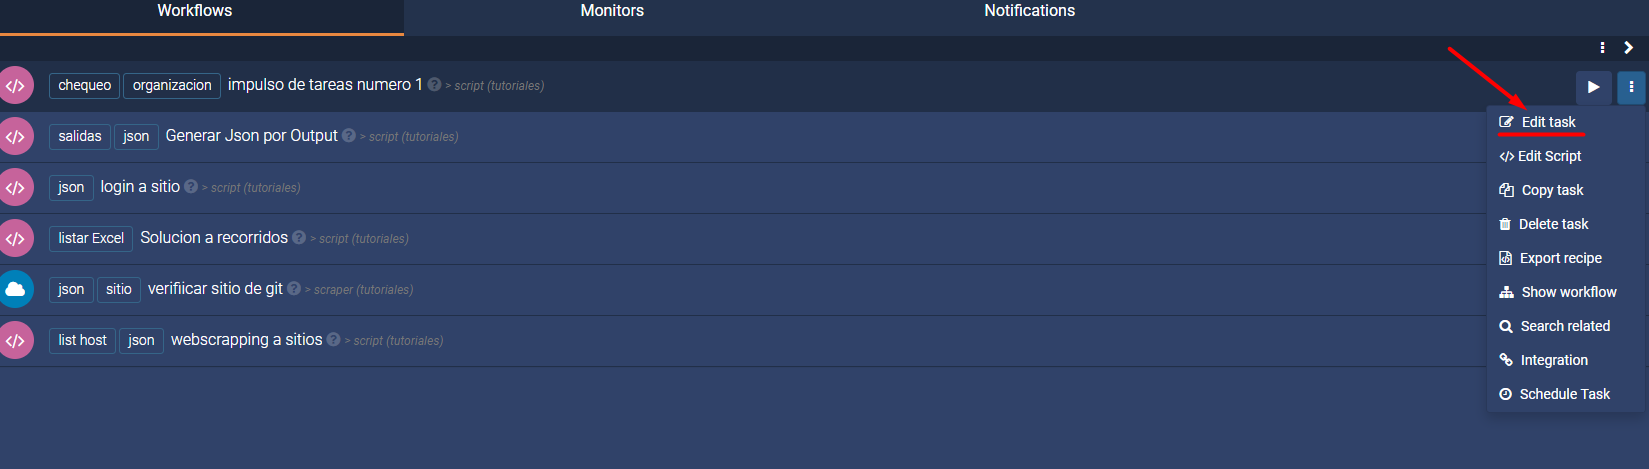 Workflows Monitors Notifications
chequeo organizacion impulso de tareas numero 1 ? > script (tutoriales)
salidas json Generar Json por Output ? > script (tutoriales)
json login a sitio ? > script (tutoriales)
listar Excel Solucion a recorridos ? > script (tutoriales)
json sitio verifiicar sitio de git ? > scraper (tutoriales)
list host json webscrapping a sitios ? > script (tutoriales)
Edit task
</> Edit Script
Copy task
Delete task
Export recipe
Show workflow
Search related
Integration
Schedule Task